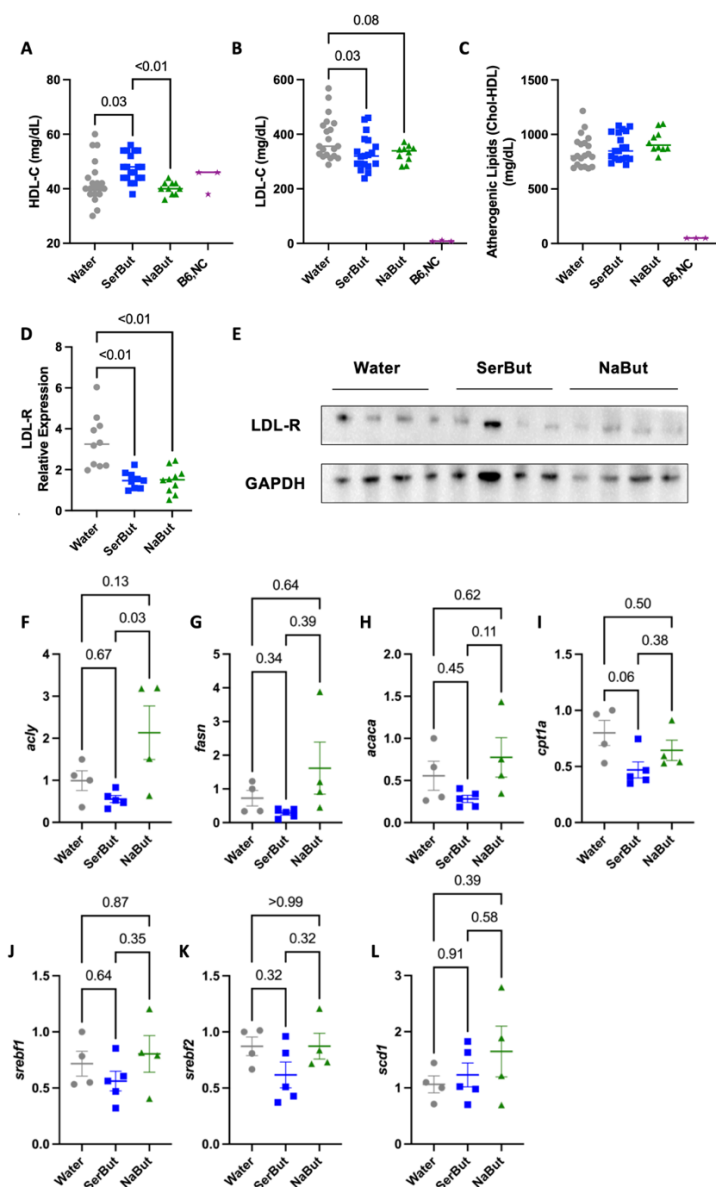 A
B
C
0.08
<0.01
0.03
0.03
HDL-C (mg/dL)
80
60
40
20
Water
SerBut
NaBut
B6,NC
LDL-C (mg/dL)
600
400
200
0
Water
SerBut
NaBut
B6,NC
Atherogenic Lipids (Chol-HDL)
(mg/dL)
1500
1000
500
0
Water
SerBut
NaBut
B6,NC
D
<0.01
<0.01
LDL-R
Relative Expression
8
6
4
2
0
Water
SerBut
NaBut
E
Water SerBut NaBut
LDL-R
GAPDH
F
0.13
0.03
0.67
acly
4
3
2
1
0
Water
SerBut
NaBut
G
0.64
0.39
0.34
fasn
5
4
3
2
1
0
Water
SerBut
NaBut
H
0.62
0.11
0.45
acaca
2.0
1.5
1.0
0.5
0.0
Water
SerBut
NaBut
I
0.50
0.38
0.06
cpt1a
1.5
1.0
0.5
0.0
Water
SerBut
NaBut
J
0.87
0.35
0.64
srebf1
1.5
1.0
0.5
0.0
Water
SerBut
NaBut
K
>0.99
0.32
0.32
srebf2
1.5
1.0
0.5
0.0
Water
SerBut
NaBut
L
0.39
0.58
0.91
scd1
3
2
1
0
Water
SerBut
NaBut